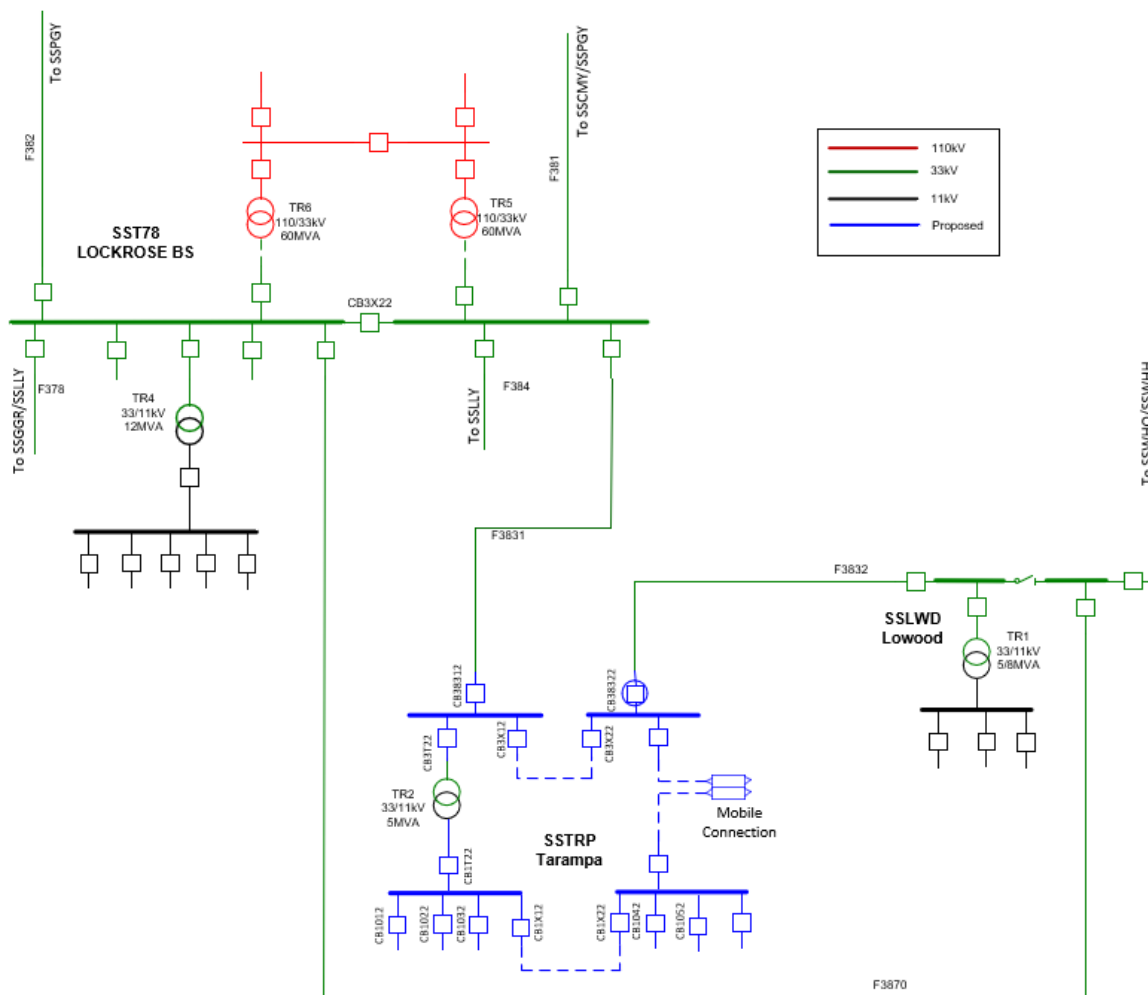 To SSPGY
F382
SST78
LOCKROSE BS
TR6
110/33kV
60MVA
TR5
110/33kV
60MVA
F381
To SSCMY/SSPGY
110kV
33kV
11kV
Proposed
CB3X22
To SSGGR/SSLLY
F378
TR4
33/11kV
12MVA
To SSLLY
F384
To SSWHO/SSWHH
F3831
F3832
SSLWD
Lowood
TR1
33/11kV
5/8MVA
CB38312
CB38322
CB3T22
CB3X12
CB3X22
TR2
33/11kV
5MVA
Mobile
Connection
SSTRP
Tarampa
CB1T22
CB1012
CB1022
CB1032
CB1X12
CB1X22
CB1042
CB1052
F3870